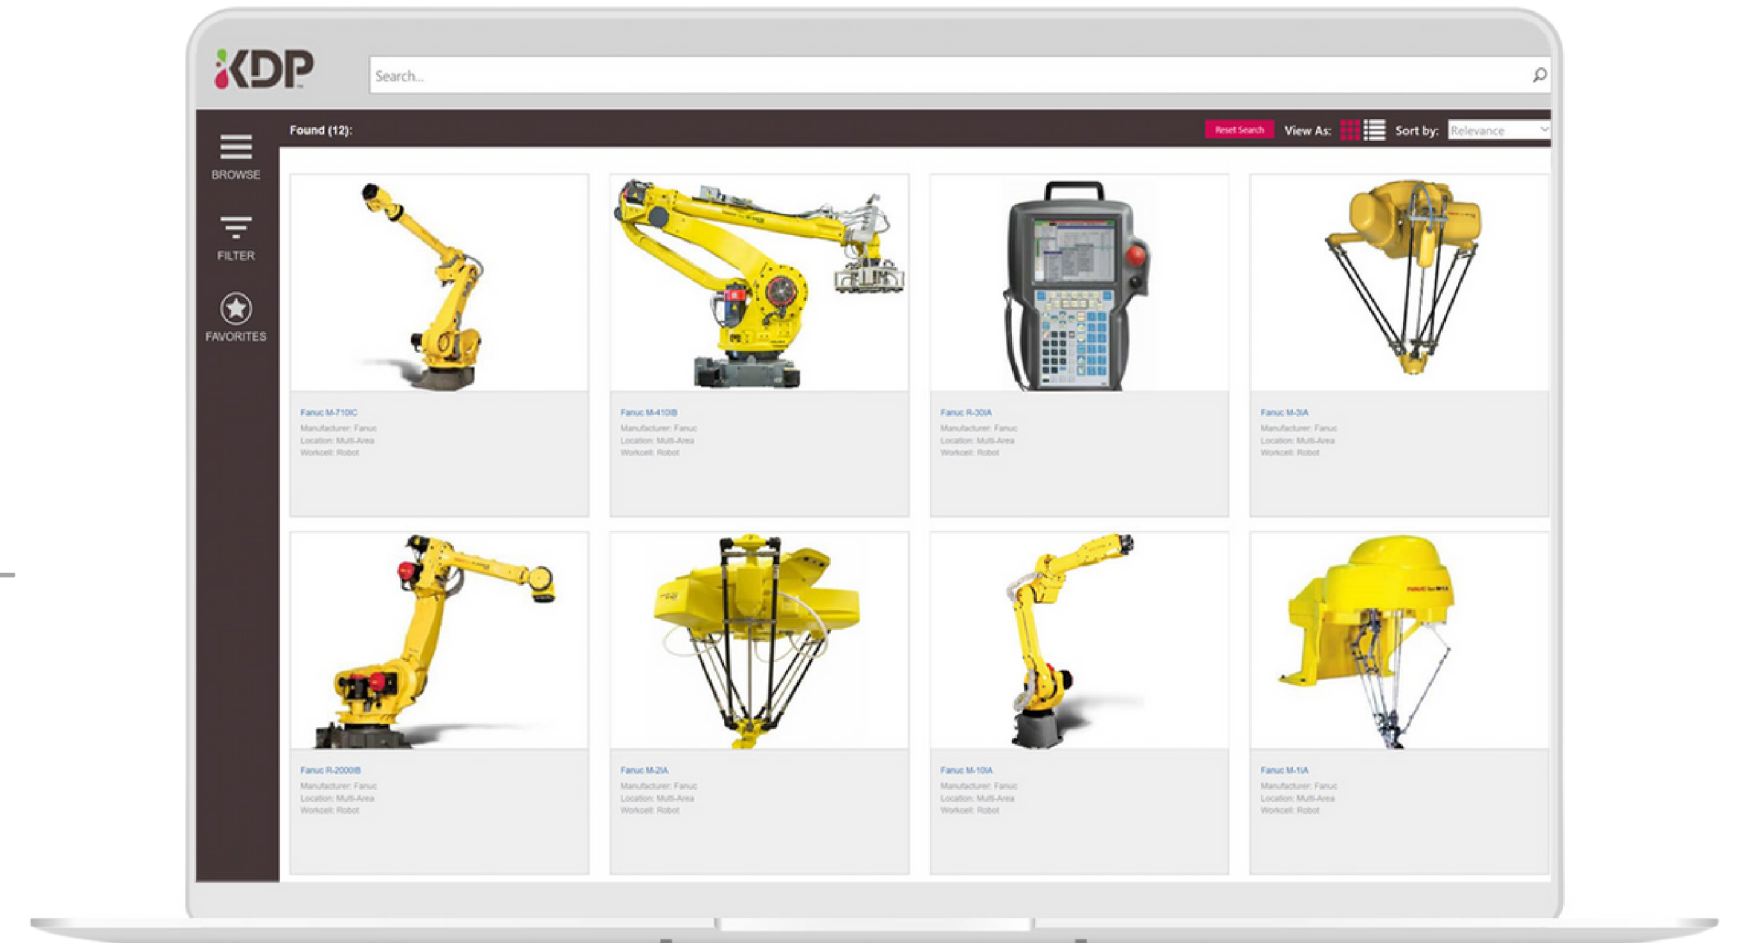 KDP
Search...
Found (12):
Reset Search
View As:
Sort by:
Relevance
BROWSE
FILTER
FAVORITES
Fanuc M-710IC
Manufacturer: Fanuc
Location: Multi-Area
Workcell: Robot
Fanuc M-410IB
Manufacturer: Fanuc
Location: Multi-Area
Workcell: Robot
Fanuc R-30IA
Manufacturer: Fanuc
Location: Multi-Area
Workcell: Robot
Fanuc M-3IA
Manufacturer: Fanuc
Location: Multi-Area
Workcell: Robot
Fanuc R-2000IB
Manufacturer: Fanuc
Location: Multi-Area
Workcell: Robot
Fanuc M-2IA
Manufacturer: Fanuc
Location: Multi-Area
Workcell: Robot
Fanuc M-10IA
Manufacturer: Fanuc
Location: Multi-Area
Workcell: Robot
FANUC
Fanuc M-1IA
Manufacturer: Fanuc
Location: Multi-Area
Workcell: Robot